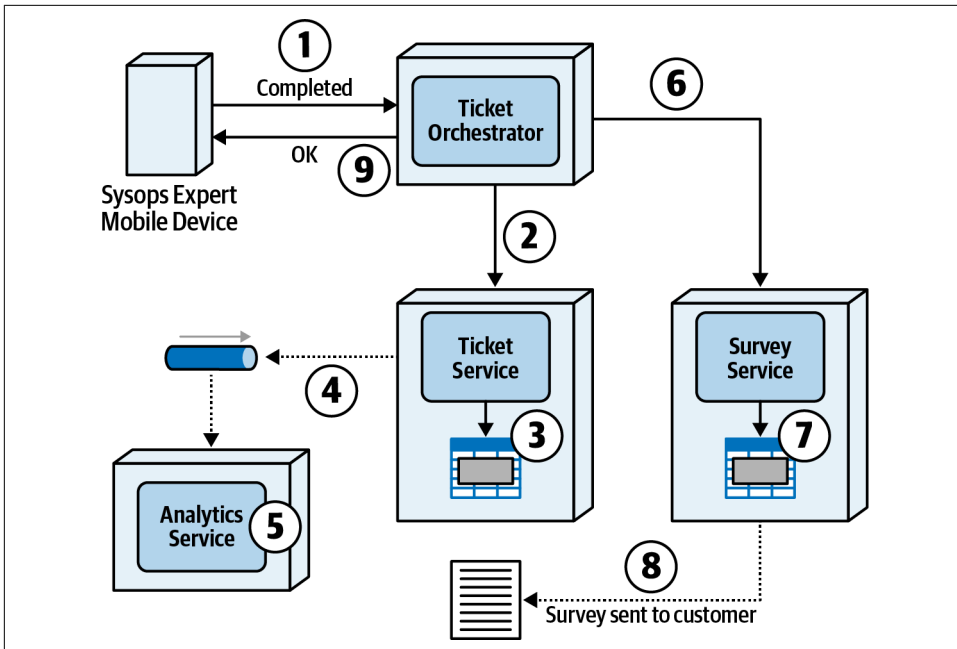 1
Completed
Ticket
Orchestrator
6
OK
9
Sysops Expert
Mobile Device
2
Ticket
Service
Survey
Service
4
3
7
Analytics
Service
5
8
Survey sent to customer